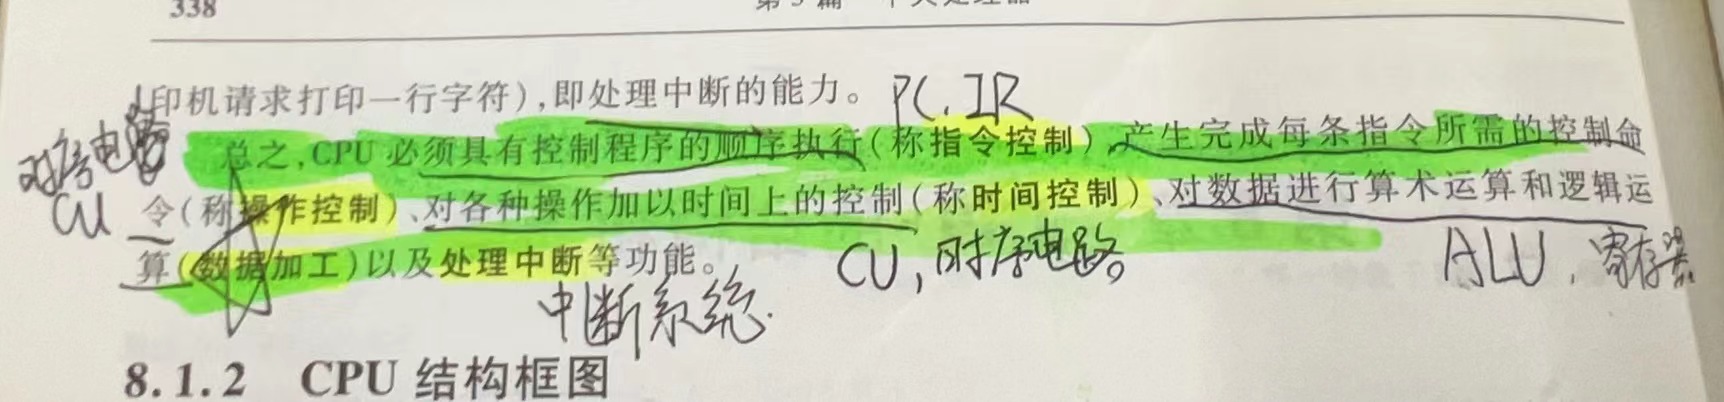 338
印机请求打印一行字符),即处理中断的能力。 PC,IR
总之,CPU 必须具有控制程序的顺序执行(称指令控制)、产生完成每条指令所需的控制命
时序电路
CU
令(称操作控制)、对各种操作加以时间上的控制(称时间控制)、对数据进行算术运算和逻辑运
算(数据加工)以及处理中断等功能。
CU,时序电路
ALU,寄存器
中断系统.
8.1.2 CPU 结构框图